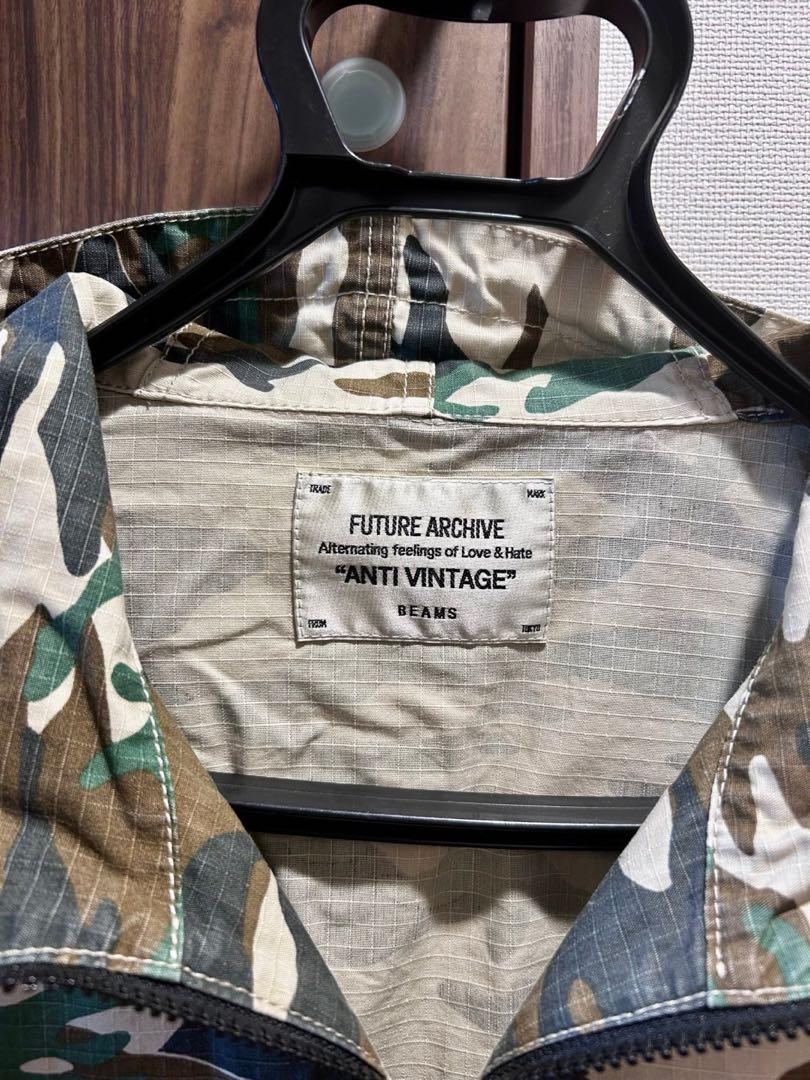 TRADE MARK
FUTURE ARCHIVE
Alternating feelings of Love & Hate
“ANTI VINTAGE”
BEAMS
FROM TOKYO